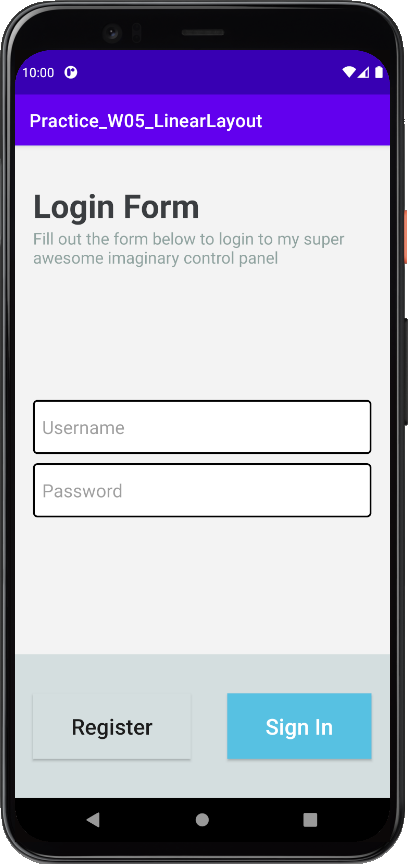 10:00
Practice_W05_LinearLayout
Login Form
Fill out the form below to login to my super
awesome imaginary control panel
Username
Password
Register
Sign In